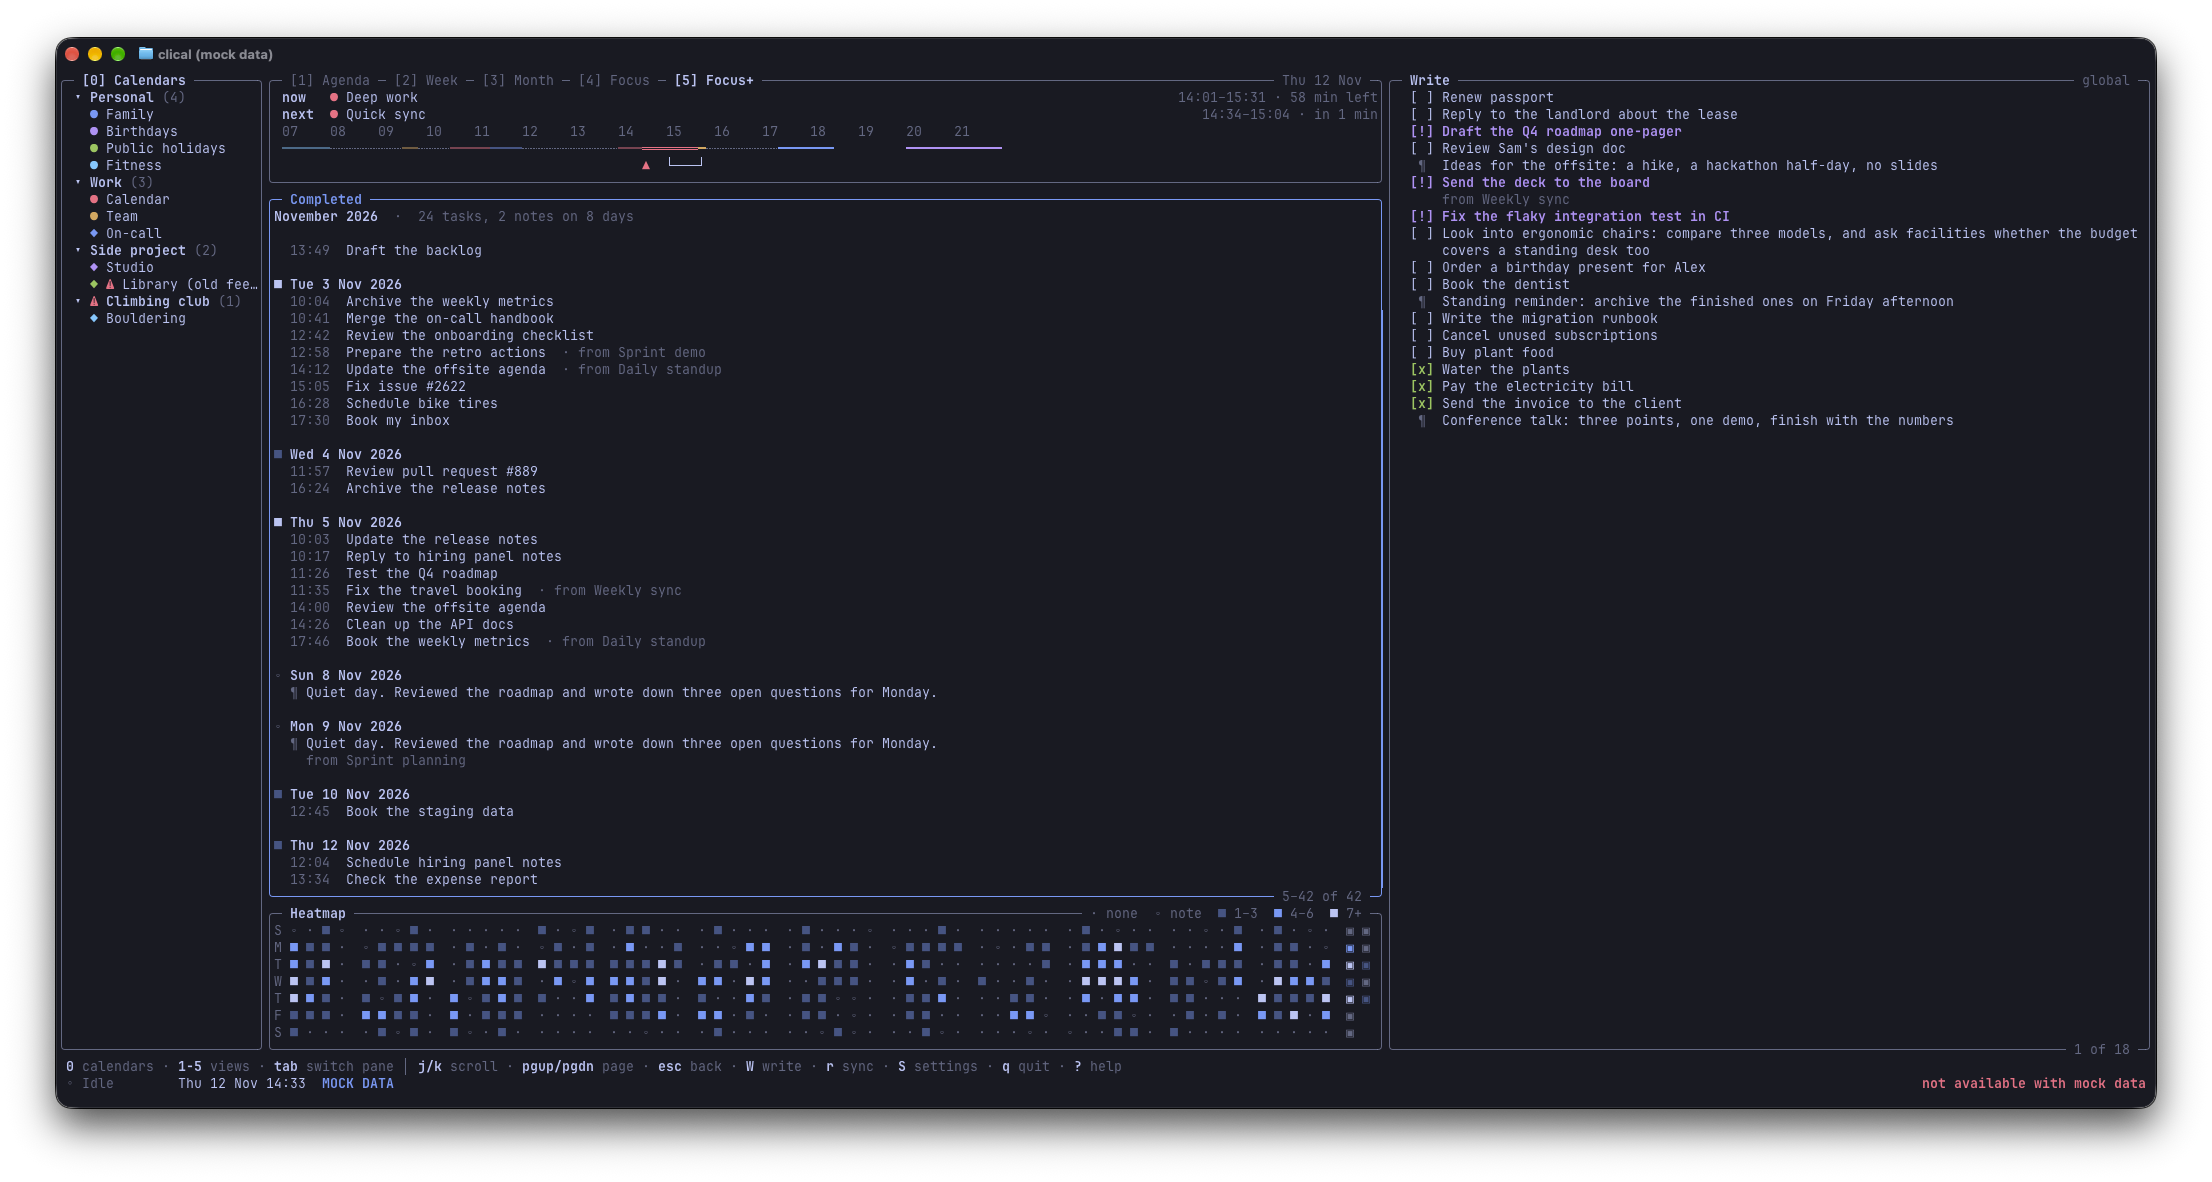 clical (mock data)
[0] Calendars
▾ Personal (4)
● Family
● Birthdays
● Public holidays
● Fitness
▾ Work (3)
● Calendar
● Team
◆ On-call
▾ Side project (2)
◆ Studio
◆ Library (old fee…
▾ Climbing club (1)
◆ Bouldering
[1] Agenda — [2] Week — [3] Month — [4] Focus — [5] Focus+ Thu 12 Nov
now ● Deep work 14:01-15:31 · 58 min left
next ● Quick sync 14:34-15:04 · in 1 min
07 08 09 10 11 12 13 14 15 16 17 18 19 20 21
Completed
November 2026 · 24 tasks, 2 notes on 8 days
13:49 Draft the backlog
■ Tue 3 Nov 2026
10:04 Archive the weekly metrics
10:41 Merge the on-call handbook
12:42 Review the onboarding checklist
12:58 Prepare the retro actions · from Sprint demo
14:12 Update the offsite agenda · from Daily standup
15:05 Fix issue #2622
16:28 Schedule bike tires
17:30 Book my inbox
■ Wed 4 Nov 2026
11:57 Review pull request #889
16:24 Archive the release notes
■ Thu 5 Nov 2026
10:03 Update the release notes
10:17 Reply to hiring panel notes
11:26 Test the Q4 roadmap
11:35 Fix the travel booking · from Weekly sync
14:00 Review the offsite agenda
14:26 Clean up the API docs
17:46 Book the weekly metrics · from Daily standup
Sun 8 Nov 2026
¶ Quiet day. Reviewed the roadmap and wrote down three open questions for Monday.
Mon 9 Nov 2026
¶ Quiet day. Reviewed the roadmap and wrote down three open questions for Monday.
from Sprint planning
■ Tue 10 Nov 2026
12:45 Book the staging data
■ Thu 12 Nov 2026
12:04 Schedule hiring panel notes
13:34 Check the expense report
5-42 of 42
Heatmap · none ▫ note ■ 1-3 ■ 4-6 ■ 7+
S
M
T
W
T
F
S
Write global
[ ] Renew passport
[ ] Reply to the landlord about the lease
[!] Draft the Q4 roadmap one-pager
[ ] Review Sam's design doc
¶ Ideas for the offsite: a hike, a hackathon half-day, no slides
[!] Send the deck to the board
from Weekly sync
[!] Fix the flaky integration test in CI
[ ] Look into ergonomic chairs: compare three models, and ask facilities whether the budget
covers a standing desk too
[ ] Order a birthday present for Alex
[ ] Book the dentist
¶ Standing reminder: archive the finished ones on Friday afternoon
[ ] Write the migration runbook
[ ] Cancel unused subscriptions
[ ] Buy plant food
[x] Water the plants
[x] Pay the electricity bill
[x] Send the invoice to the client
¶ Conference talk: three points, one demo, finish with the numbers
1 of 18
0 calendars · 1-5 views · tab switch pane │ j/k scroll · pgup/pgdn page · esc back · W write · r sync · S settings · q quit · ? help
Idle Thu 12 Nov 14:33 MOCK DATA not available with mock data